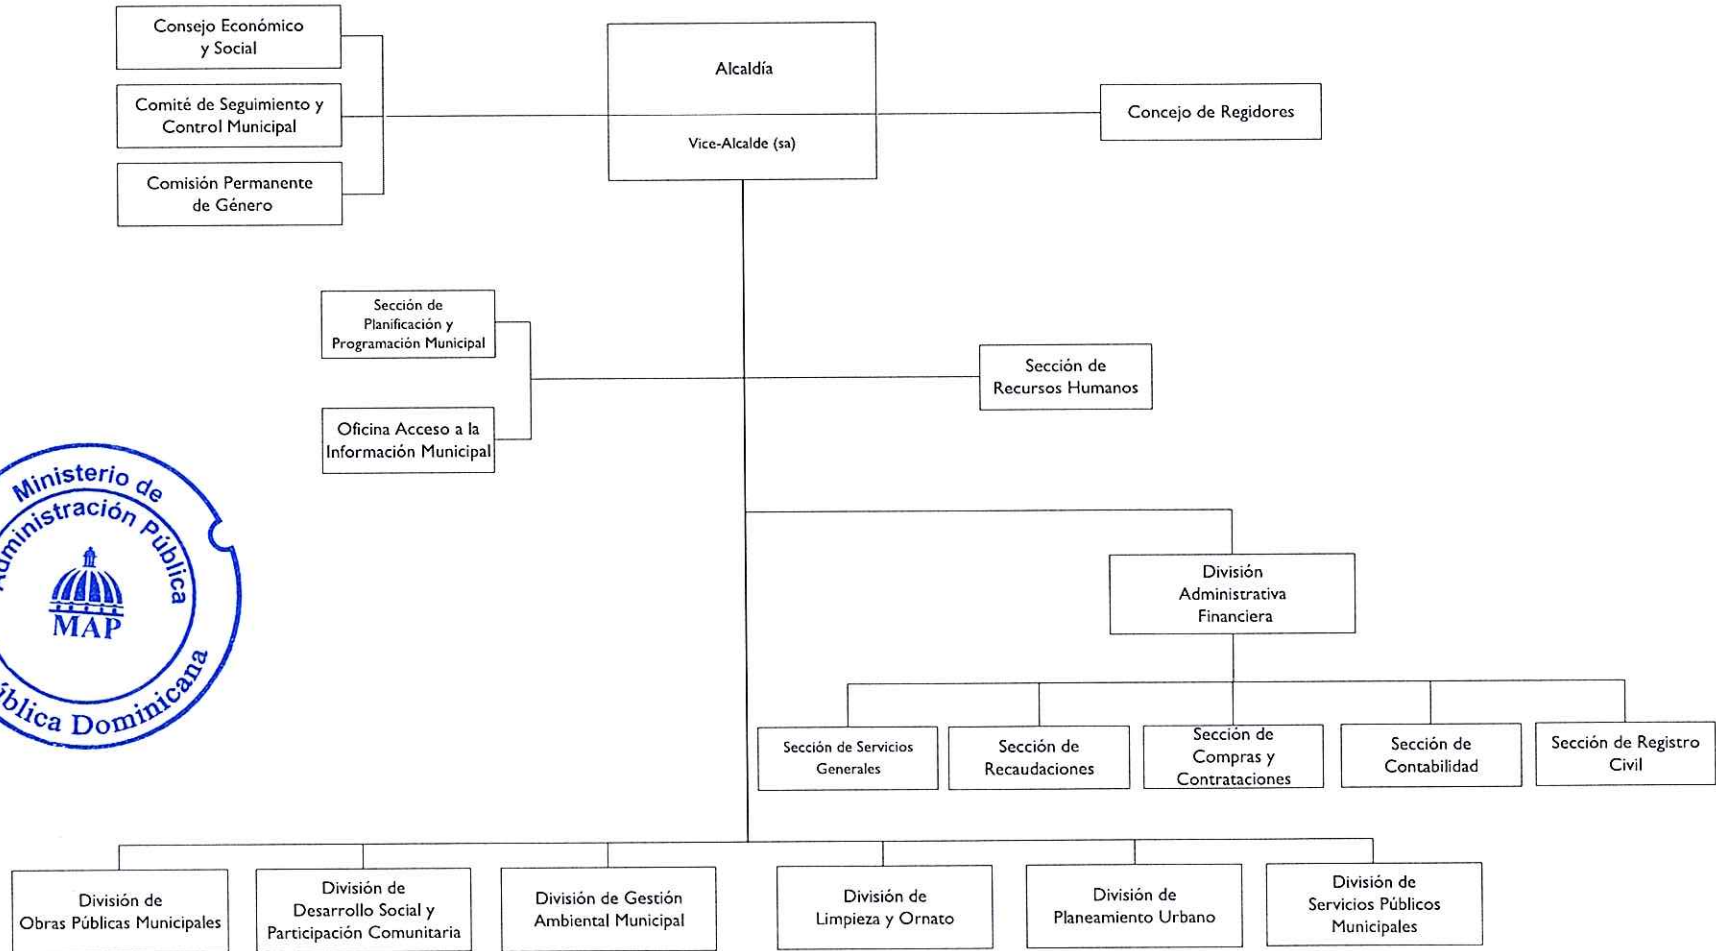 Consejo Económico
y Social
Comité de Seguimiento y
Control Municipal
Comisión Permanente
de Género
Alcaldía
Vice-Alcalde (sa)
Concejo de Regidores
Sección de
Planificación y
Programación Municipal
Oficina Acceso a la
Información Municipal
Sección de
Recursos Humanos
Ministerio de
Administración Pública
MAP
ública Dominicana
División
Administrativa
Financiera
Sección de Servicios
Generales
Sección de
Recaudaciones
Sección de
Compras y
Contrataciones
Sección de
Contabilidad
Sección de Registro
Civil
División de
Obras Públicas Municipales
División de
Desarrollo Social y
Participación Comunitaria
División de Gestión
Ambiental Municipal
División de
Limpieza y Ornato
División de
Planeamiento Urbano
División de
Servicios Públicos
Municipales